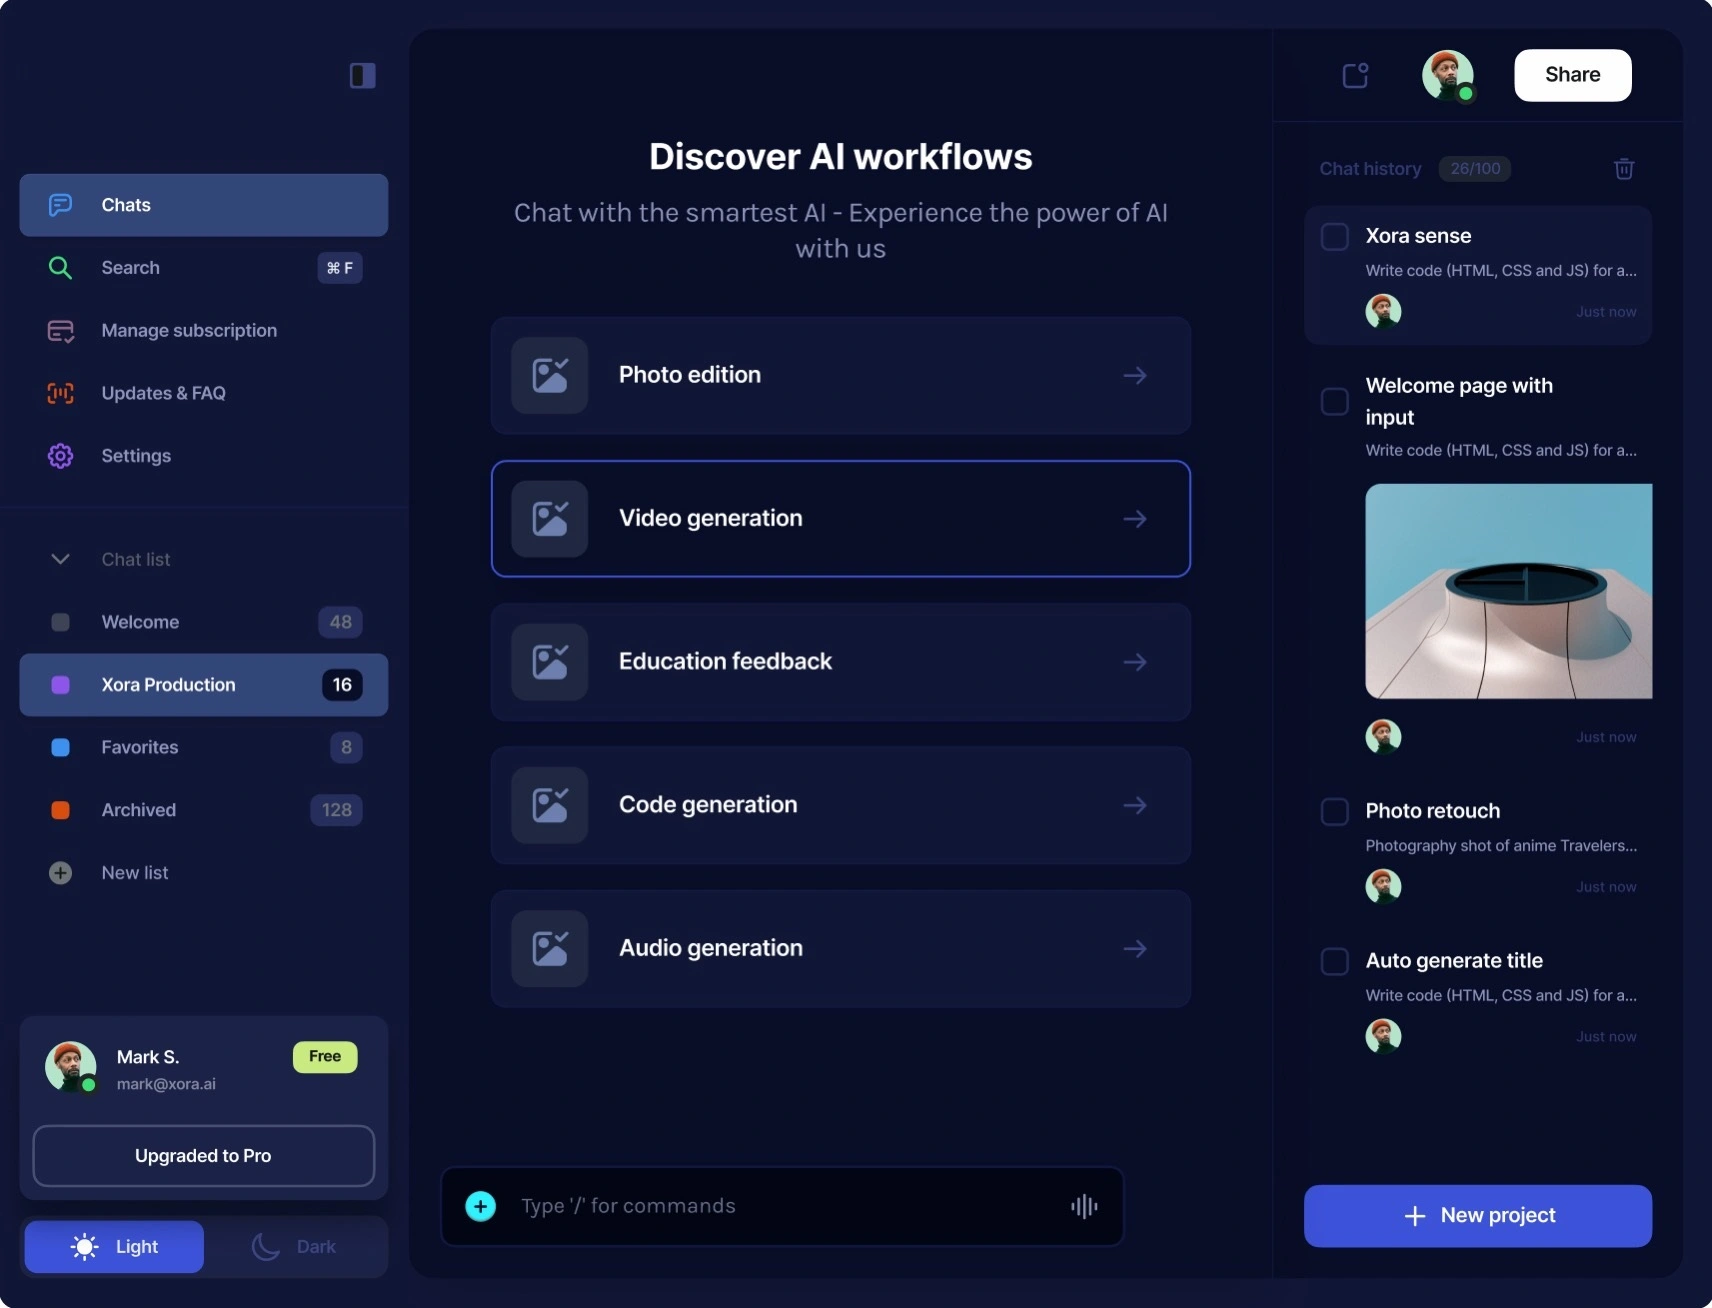 Chats
Search
⌘ F
Manage subscription
Updates & FAQ
Settings
Chat list
Welcome
48
Xora Production
16
Favorites
8
Archived
128
New list
Mark S.
Free
mark@xora.ai
Upgraded to Pro
Light
Dark
Discover AI workflows
Chat with the smartest AI - Experience the power of AI
with us
Photo edition
Video generation
Education feedback
Code generation
Audio generation
Type '/' for commands
Share
Chat history
26/100
Xora sense
Write code (HTML, CSS and JS) for a...
Just now
Welcome page with
input
Write code (HTML, CSS and JS) for a...
Just now
Photo retouch
Photography shot of anime Travelers...
Just now
Auto generate title
Write code (HTML, CSS and JS) for a...
Just now
New project